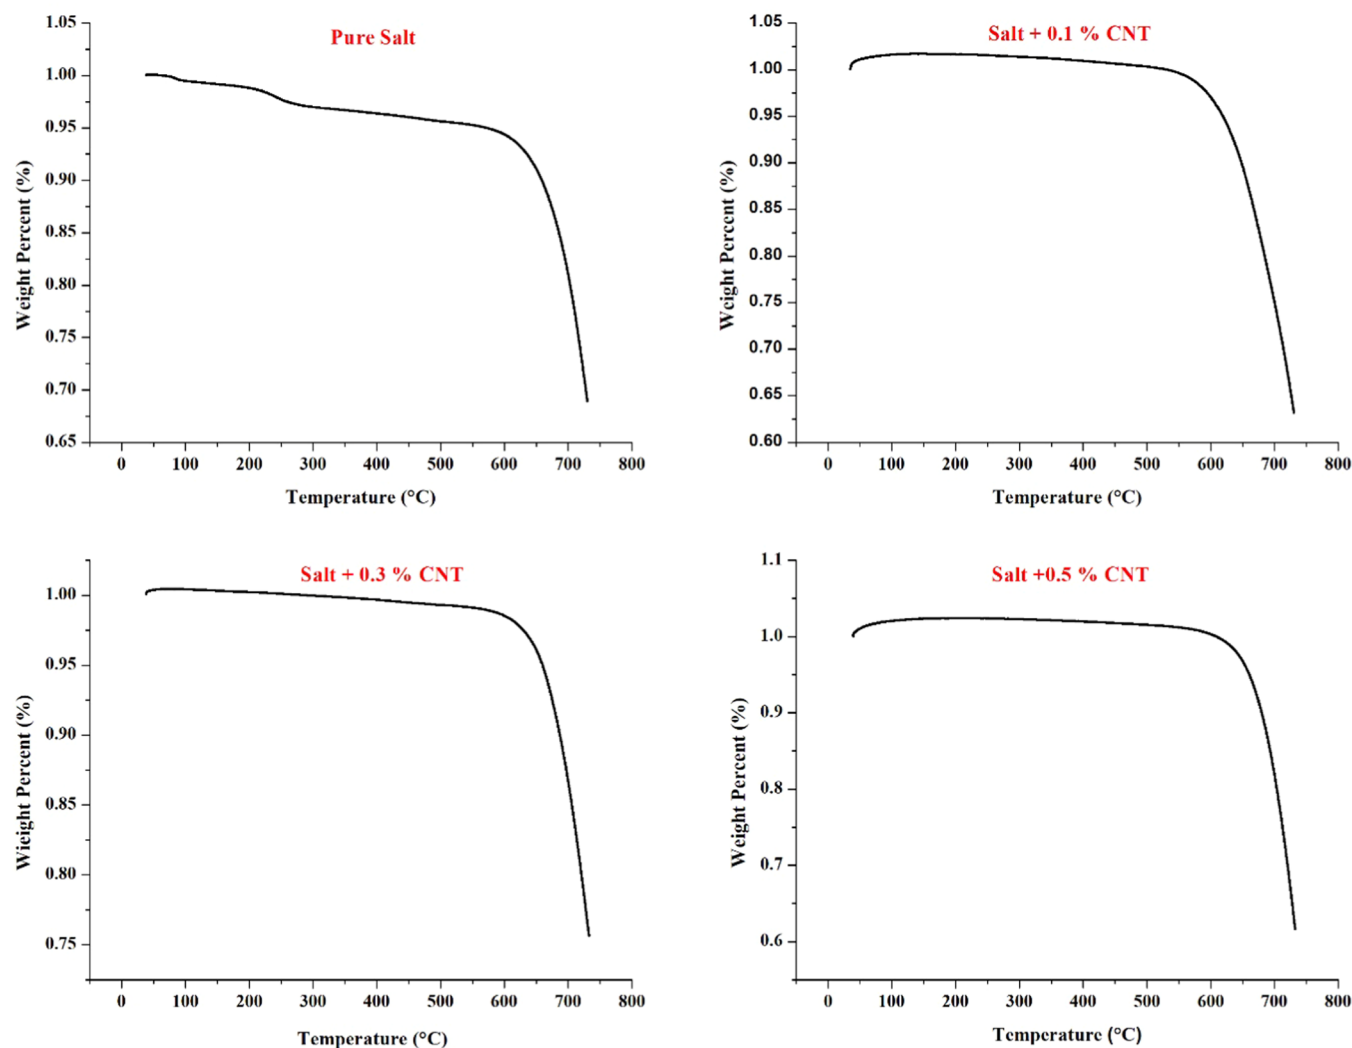 Pure Salt
Weight Percent (%)
1.05
1.00
0.95
0.90
0.85
0.80
0.75
0.70
0.65
0 100 200 300 400 500 600 700 800
Temperature (°C)
Salt + 0.1 % CNT
Weight Percent (%)
1.05
1.00
0.95
0.90
0.85
0.80
0.75
0.70
0.65
0.60
0 100 200 300 400 500 600 700 800
Temperature (°C)
Salt + 0.3 % CNT
Wieight Percent (%)
1.00
0.95
0.90
0.85
0.80
0.75
0 100 200 300 400 500 600 700 800
Temperature (°C)
Salt +0.5 % CNT
Weight Percent (%)
1.1
1.0
0.9
0.8
0.7
0.6
0 100 200 300 400 500 600 700 800
Temperature (°C)